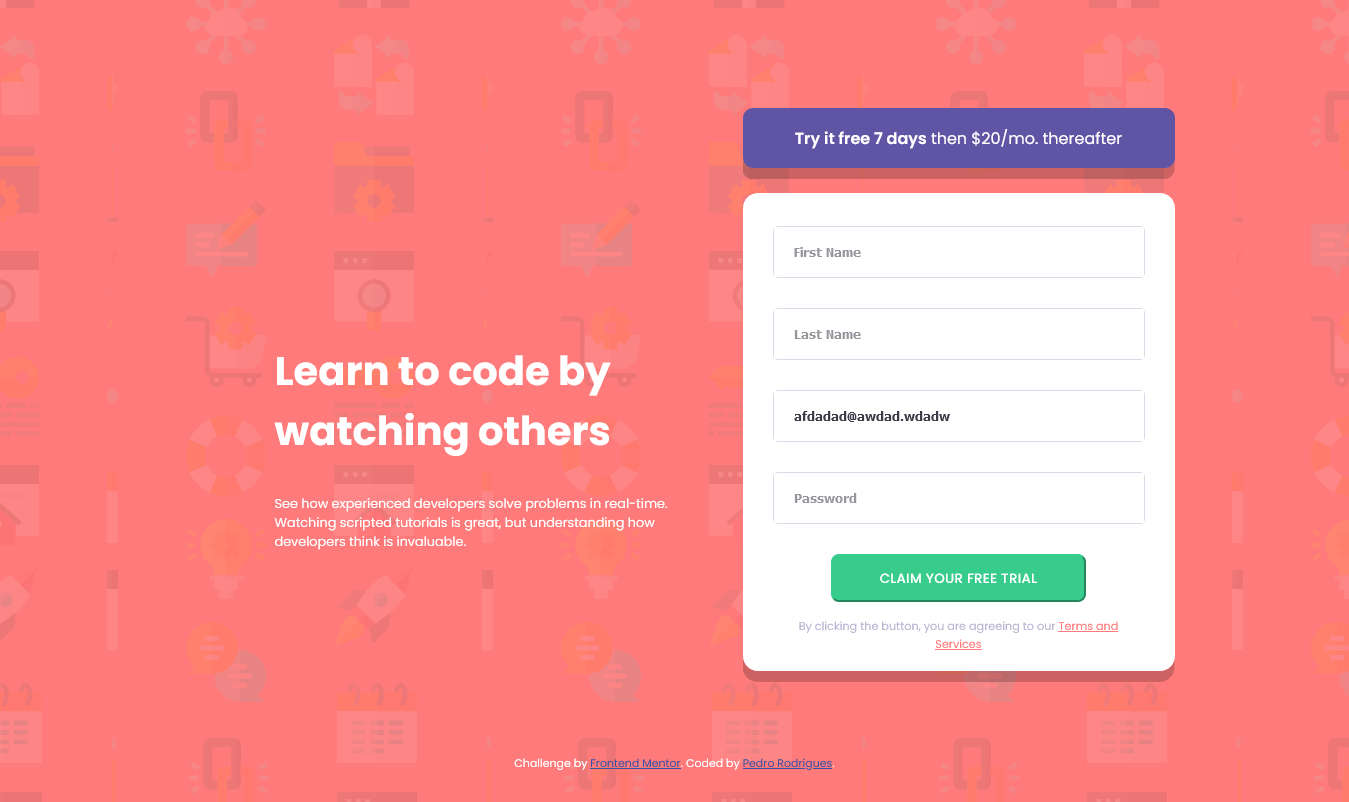 Try it free 7 days then $20/mo. thereafter
First Name
Last Name
afdadad@awdad.wdadw
Password
CLAIM YOUR FREE TRIAL
By clicking the button, you are agreeing to our Terms and
Services
Learn to code by
watching others
See how experienced developers solve problems in real-time.
Watching scripted tutorials is great, but understanding how
developers think is invaluable.
Challenge by Frontend Mentor. Coded by Pedro Rodrigues.